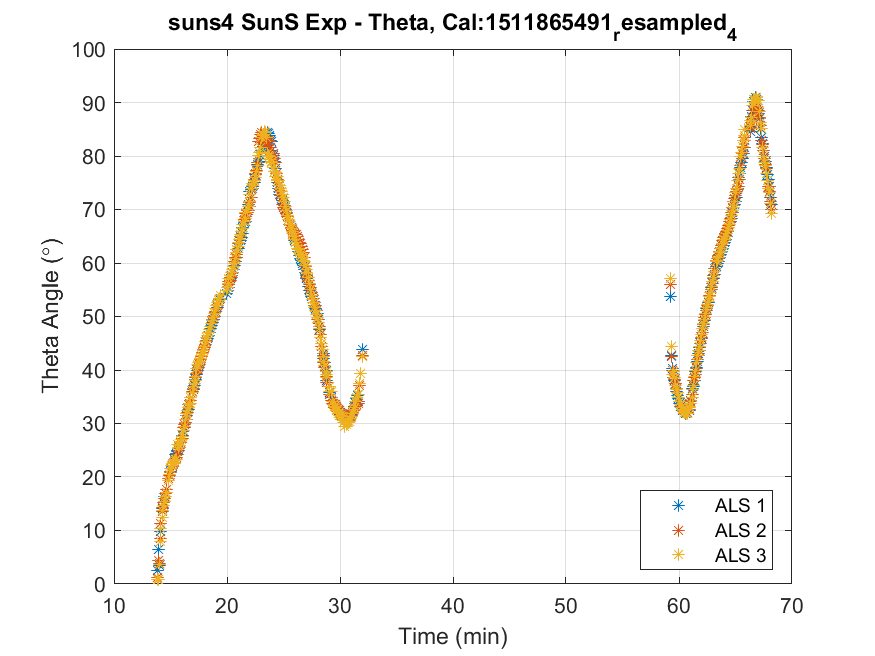 suns4 SunS Exp - Theta, Cal:1511865491_resampled_4
100
90
80
70
60
50
40
30
20
10
0
Theta Angle (°)
10 20 30 40 50 60 70
Time (min)
ALS 1
ALS 2
ALS 3